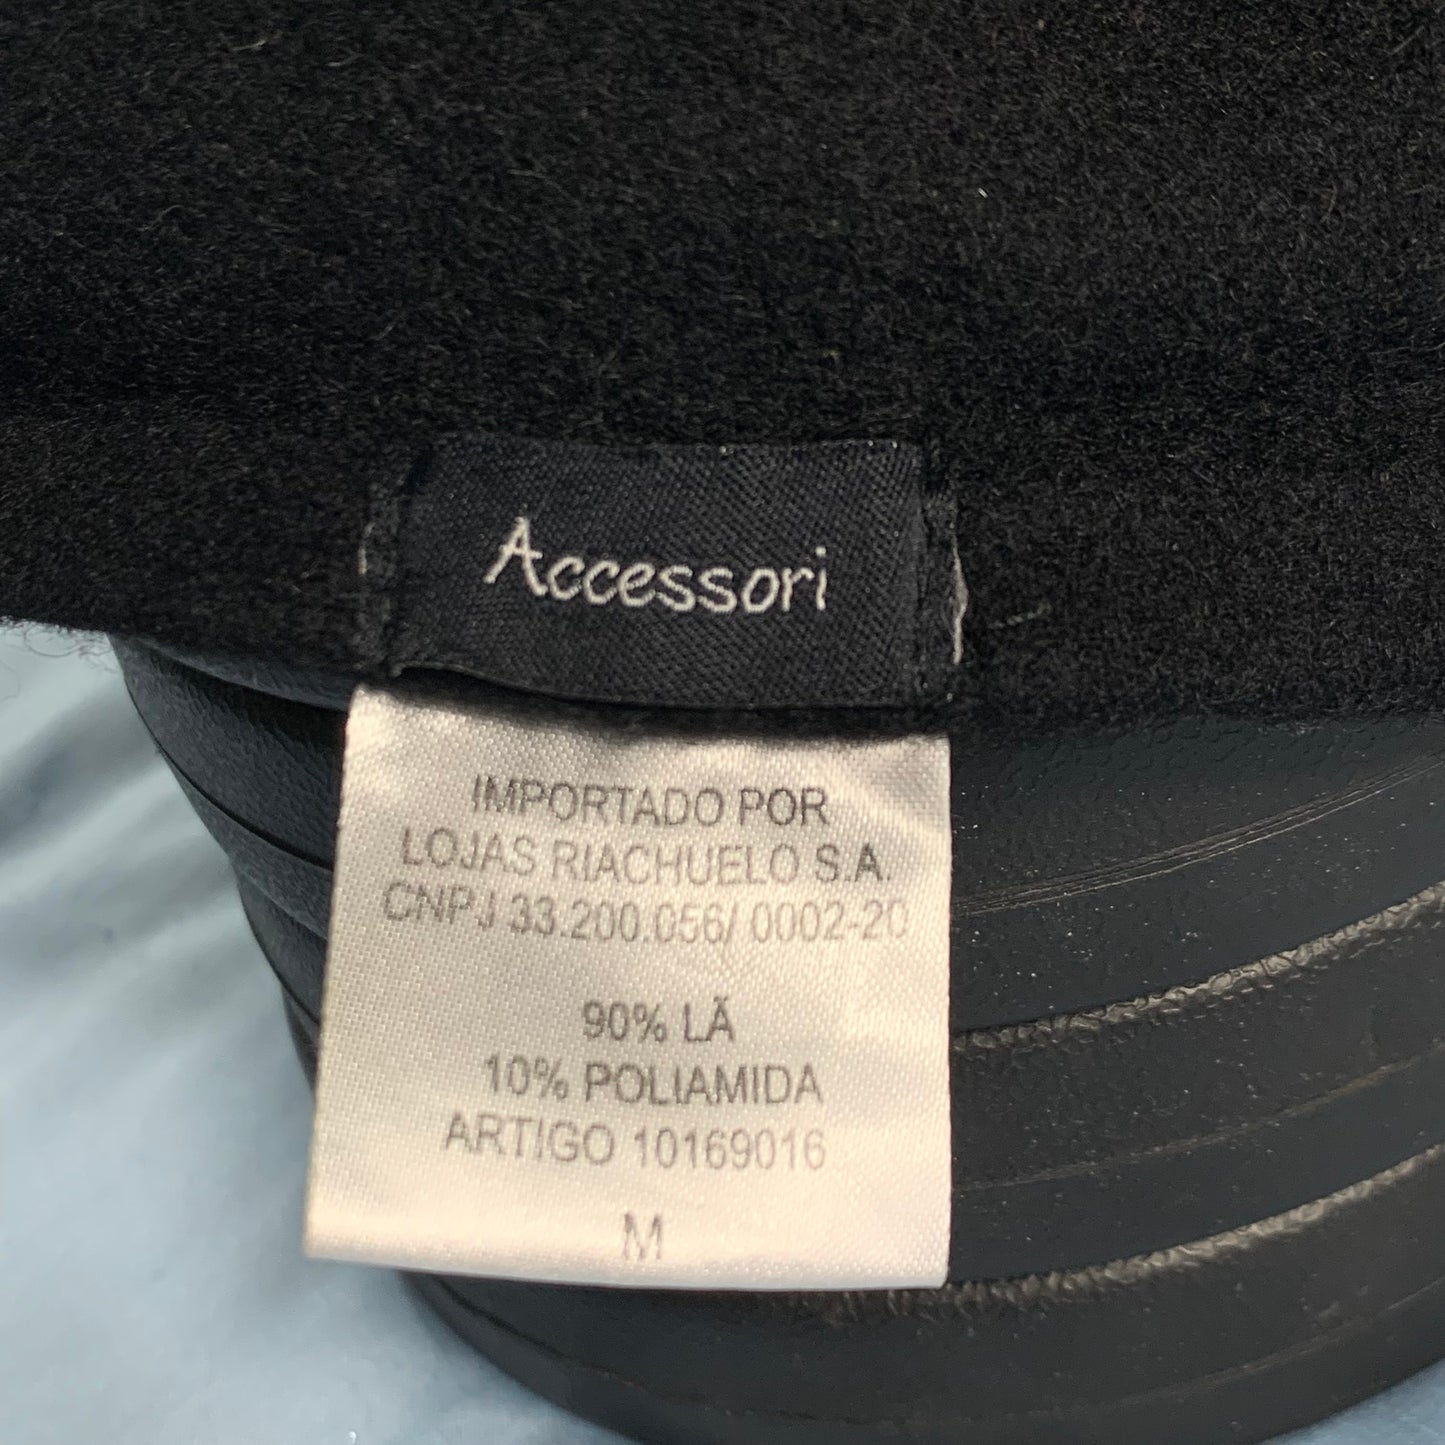 Accessori
IMPORTADO POR
LOJAS RIACHUELO S.A.
CNPJ 33.200.056/ 0002-20
90% LÃ
10% POLIAMIDA
ARTIGO 10169016
M